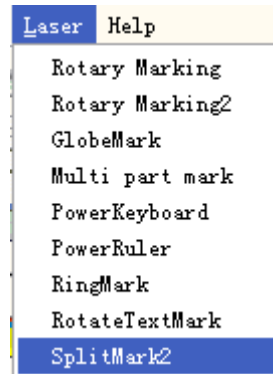 Laser Help
Rotary Marking
Rotary Marking2
GlobeMark
Multi part mark
PowerKeyboard
PowerRuler
RingMark
RotateTextMark
SplitMark2